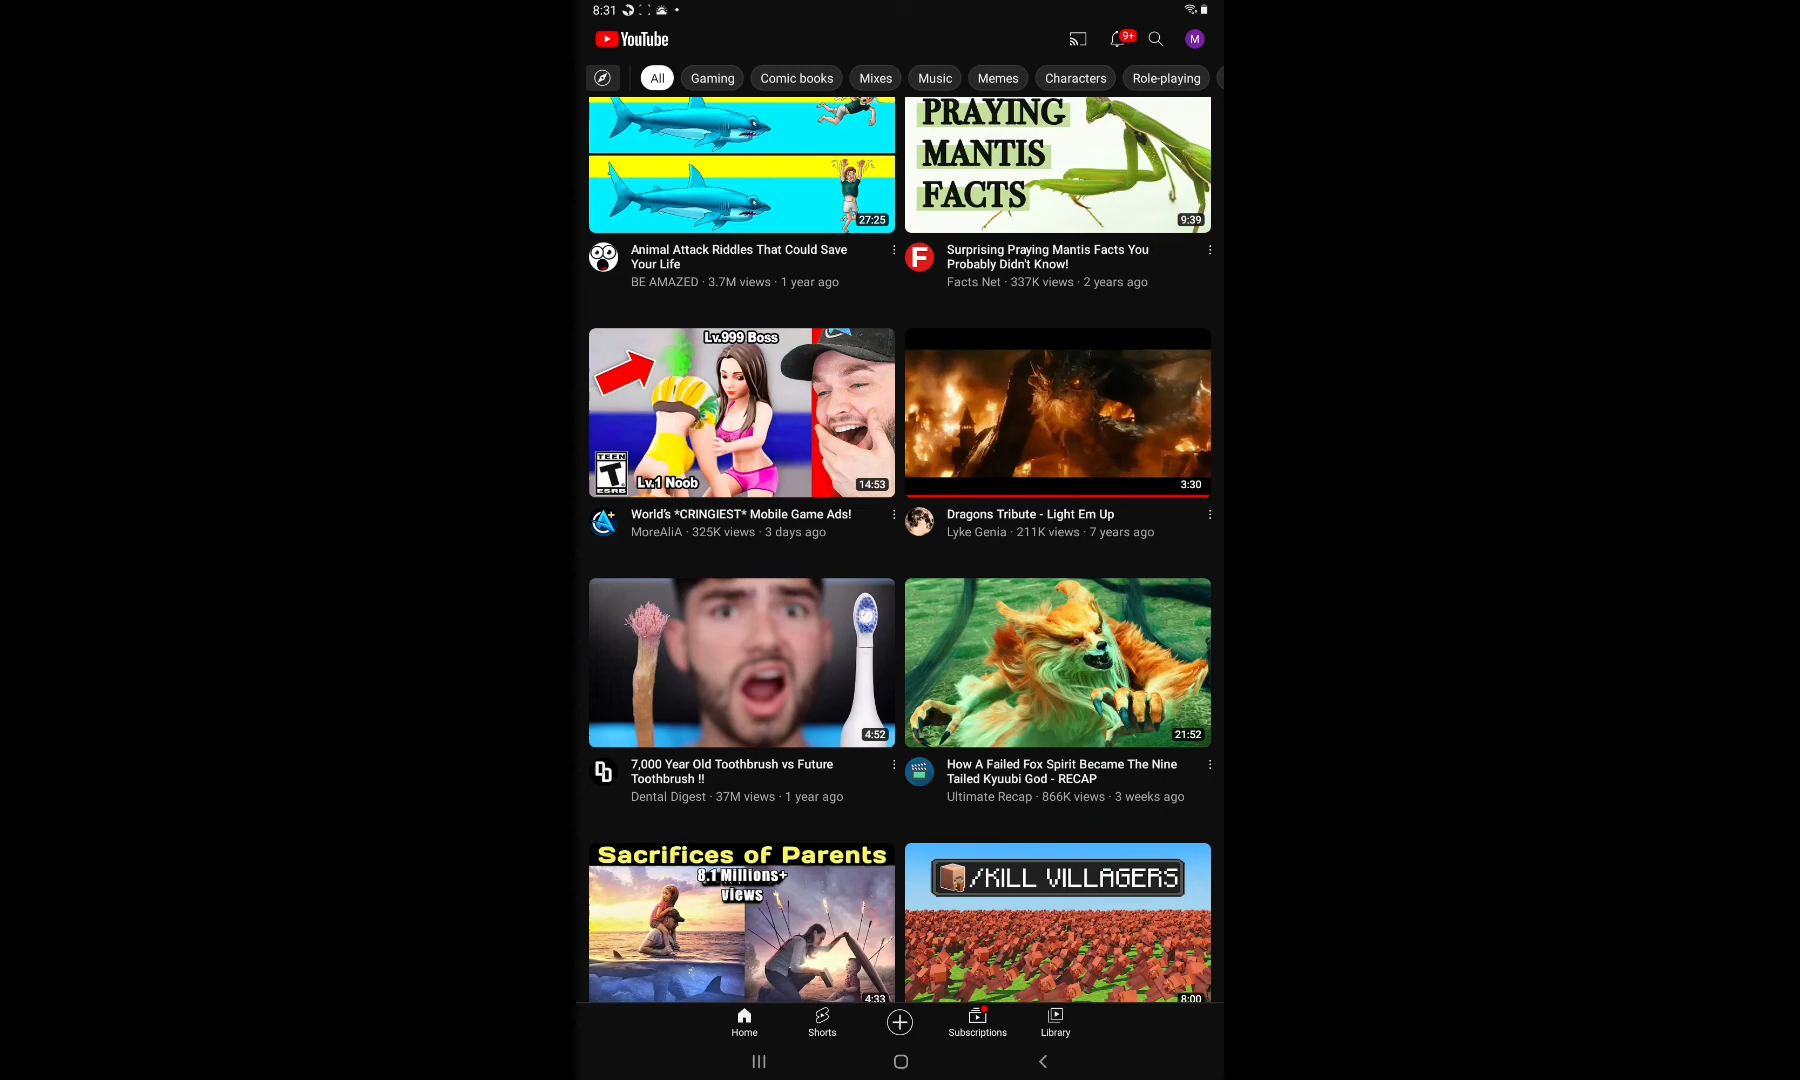 8:31
YouTube
9+
M
All
Gaming
Comic books
Mixes
Music
Memes
Characters
Role-playing
27:25
Animal Attack Riddles That Could Save
Your Life
BE AMAZED · 3.7M views · 1 year ago
PRAYING
MANTIS
FACTS
9:39
F
Surprising Praying Mantis Facts You
Probably Didn't Know!
Facts Net · 337K views · 2 years ago
Lv.999 Boss
TEEN
T
ESRB
Lv.1 Noob
14:53
World's *CRINGIEST* Mobile Game Ads!
MoreAliA · 325K views · 3 days ago
3:30
Dragons Tribute - Light Em Up
Lyke Genia · 211K views · 7 years ago
4:52
7,000 Year Old Toothbrush vs Future
Toothbrush !!
Dental Digest · 37M views · 1 year ago
21:52
How A Failed Fox Spirit Became The Nine
Tailed Kyuubi God - RECAP
Ultimate Recap · 866K views · 3 weeks ago
Sacrifices of Parents
8.1 Millions+
views
4:33
/KILL VILLAGERS
8:00
Home
Shorts
Subscriptions
Library